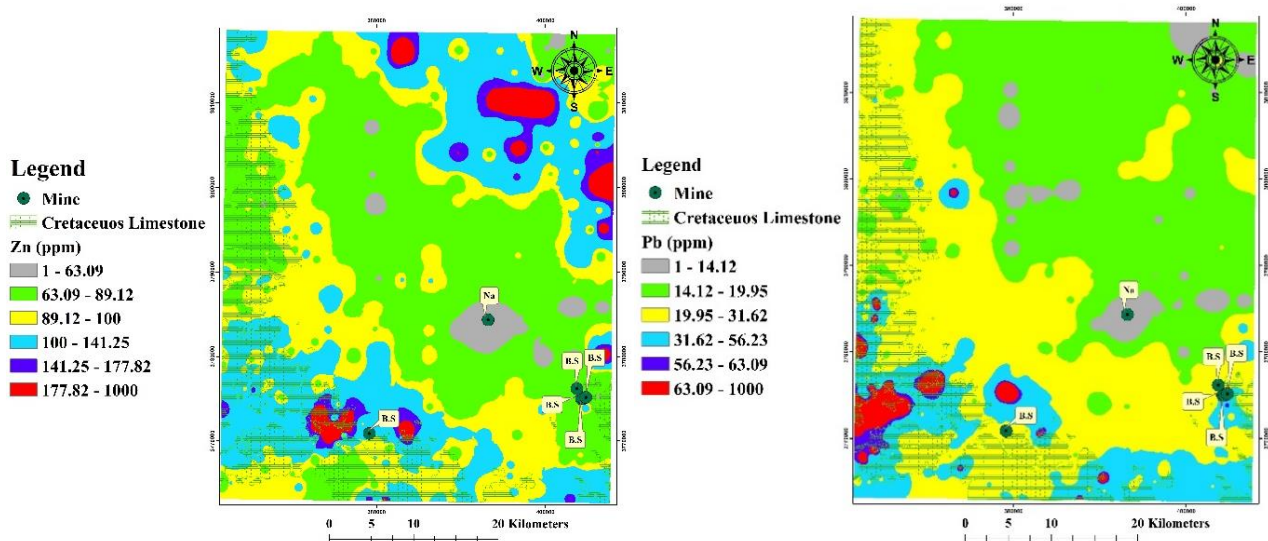 Legend
Mine
Cretaceuos Limestone
Zn (ppm)
1 - 63.09
63.09 - 89.12
89.12 - 100
100 - 141.25
141.25 - 177.82
177.82 - 1000
N
W E
S
Na
B.S
B.S
B.S
B.S
B.S
0 5 10 20 Kilometers
Legend
Mine
Cretaceuos Limestone
Pb (ppm)
1 - 14.12
14.12 - 19.95
19.95 - 31.62
31.62 - 56.23
56.23 - 63.09
63.09 - 1000
N
W E
S
Na
B.S
B.S
B.S
B.S
B.S
0 5 10 20 Kilometers